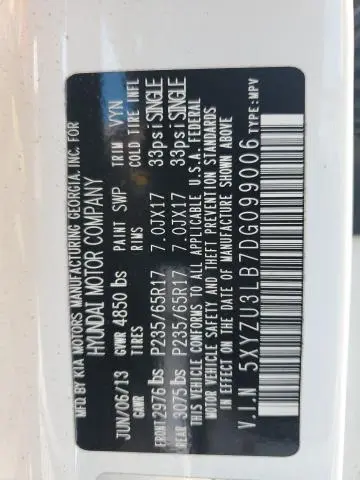 MFD BY KIA MOTORS MANUFACTURING GEORGIA, INC. FOR
HYUNDAI MOTOR COMPANY
JUN/06/13 GVWR 4850 lbs PAINT SWP TRIM VYN
GAWR TIRES RIMS COLD TIRE INFL
FRONT 2976 lbs P235/65R17 7.0JX17 33psi SINGLE
REAR 3075 lbs P235/65R17 7.0JX17 33psi SINGLE
THIS VEHICLE CONFORMS TO ALL APPLICABLE U.S.A. FEDERAL
MOTOR VEHICLE SAFETY AND THEFT PREVENTION STANDARDS
IN EFFECT ON THE DATE OF MANUFACTURE SHOWN ABOVE
V.I.N 5XYZU3LB7DG099006 TYPE:MPV